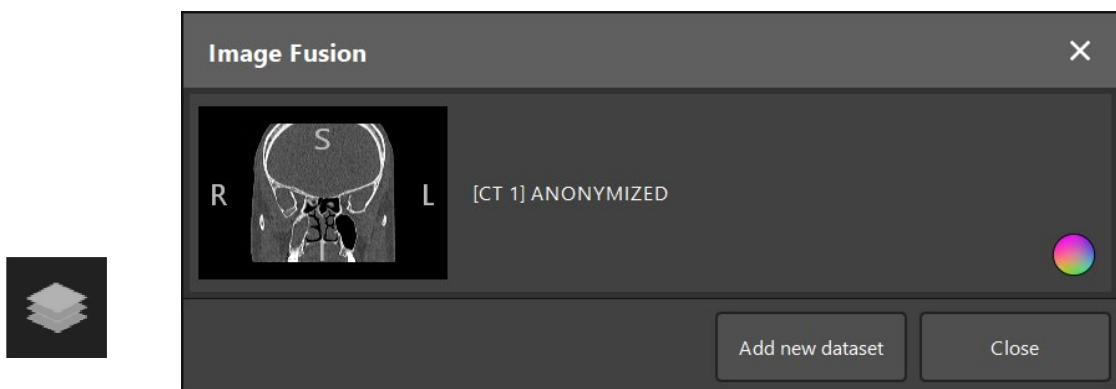 Image Fusion
S
R
L
[CT 1] ANONYMIZED
Add new dataset
Close